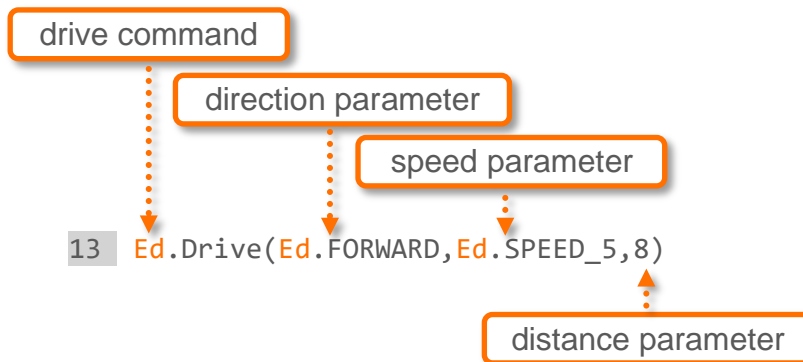 drive command
direction parameter
speed parameter
13 Ed.Drive(Ed.FORWARD,Ed.SPEED_5,8)
distance parameter